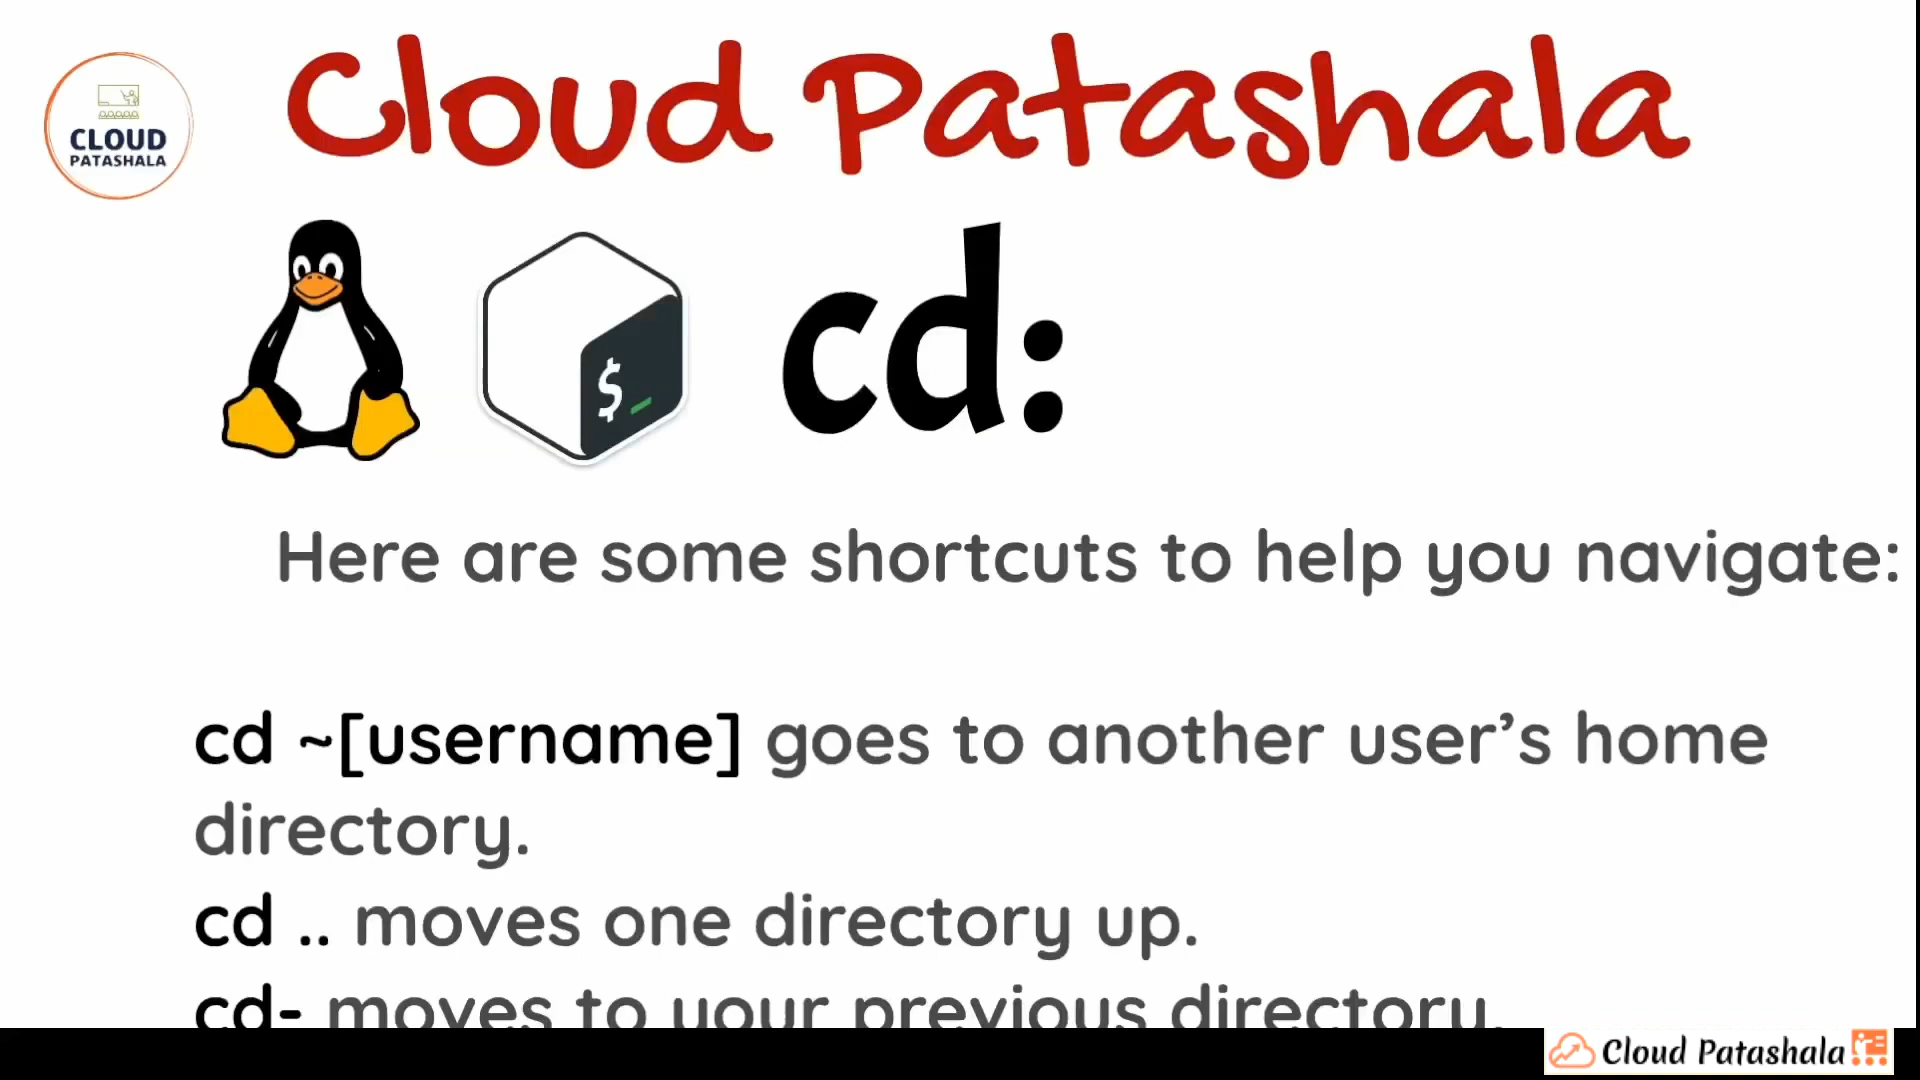 Cloud Patashala
CLOUD
PATASHALA
$_
cd:
Here are some shortcuts to help you navigate:
cd ~[username] goes to another user’s home
directory.
cd .. moves one directory up.
cd- moves to your previous directory.
Cloud Patashala